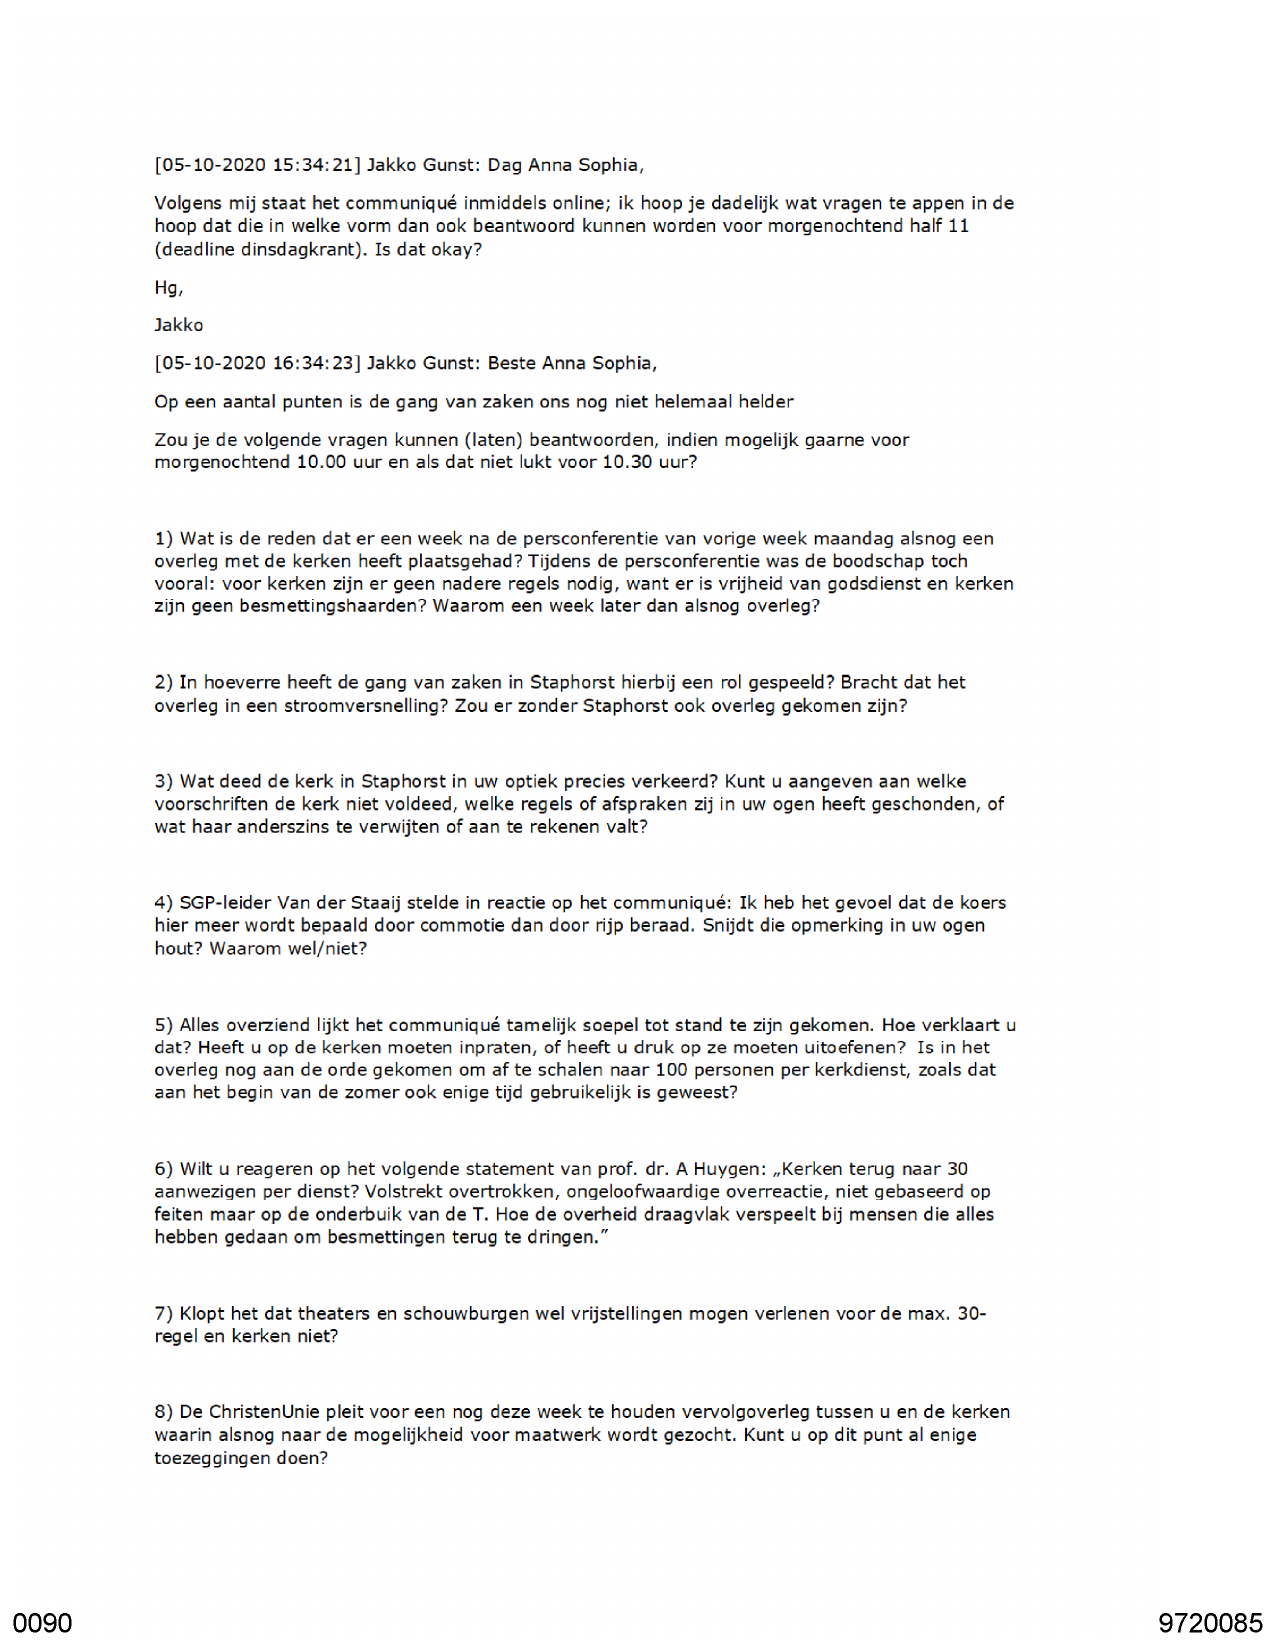 [05-10-2020 15:34:21] Jakko Gunst: Dag Anna Sophia,
Volgens mij staat het communiqué inmiddels online; ik hoop je dadelijk wat vragen te appen in de
hoop dat die in welke vorm dan ook beantwoord kunnen worden voor morgenochtend half 11
(deadline dinsdagkrant). Is dat okay?
Hg,
Jakko
[05-10-2020 16:34:23] Jakko Gunst: Beste Anna Sophia,
Op een aantal punten is de gang van zaken ons nog niet helemaal helder
Zou je de volgende vragen kunnen (laten) beantwoorden, indien mogelijk gaarne voor
morgenochtend 10.00 uur en als dat niet lukt voor 10.30 uur?
1) Wat is de reden dat er een week na de persconferentie van vorige week maandag alsnog een
overleg met de kerken heeft plaatsgehad? Tijdens de persconferentie was de boodschap toch
vooral: voor kerken zijn er geen nadere regels nodig, want er is vrijheid van godsdienst en kerken
zijn geen besmettingshaarden? Waarom een week later dan alsnog overleg?
2) In hoeverre heeft de gang van zaken in Staphorst hierbij een rol gespeeld? Bracht dat het
overleg in een stroomversnelling? Zou er zonder Staphorst ook overleg gekomen zijn?
3) Wat deed de kerk in Staphorst in uw optiek precies verkeerd? Kunt u aangeven aan welke
voorschriften de kerk niet voldeed, welke regels of afspraken zij in uw ogen heeft geschonden, of
wat haar anderszins te verwijten of aan te rekenen valt?
4) SGP-leider Van der Staaij stelde in reactie op het communiqué: Ik heb het gevoel dat de koers
hier meer wordt bepaald door commotie dan door rijp beraad. Snijdt die opmerking in uw ogen
hout? Waarom wel/niet?
5) Alles overziend lijkt het communiqué tamelijk soepel tot stand te zijn gekomen. Hoe verklaart u
dat? Heeft u op de kerken moeten inpraten, of heeft u druk op ze moeten uitoefenen? Is in het
overleg nog aan de orde gekomen om af te schalen naar 100 personen per kerkdienst, zoals dat
aan het begin van de zomer ook enige tijd gebruikelijk is geweest?
6) Wilt u reageren op het volgende statement van prof. dr. A Huygen: „Kerken terug naar 30
aanwezigen per dienst? Volstrekt overtrokken, ongeloofwaardige overreactie, niet gebaseerd op
feiten maar op de onderbuik van de T. Hoe de overheid draagvlak verspeelt bij mensen die alles
hebben gedaan om besmettingen terug te dringen.”
7) Klopt het dat theaters en schouwburgen wel vrijstellingen mogen verlenen voor de max. 30-
regel en kerken niet?
8) De ChristenUnie pleit voor een nog deze week te houden vervolgoverleg tussen u en de kerken
waarin alsnog naar de mogelijkheid voor maatwerk wordt gezocht. Kunt u op dit punt al enige
toezeggingen doen?
0090
9720085